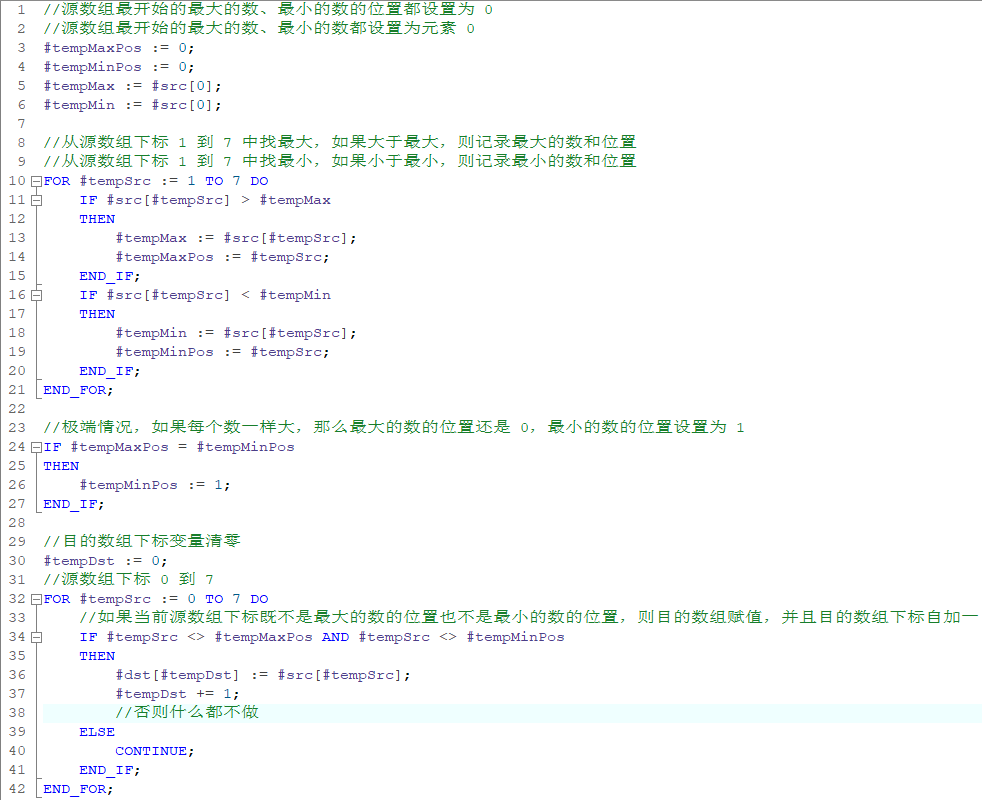 1 //源数组最开始的最大的数、最小的数的位置都设置为 0
2 //源数组最开始的最大的数、最小的数都设置为元素 0
3 #tempMaxPos := 0;
4 #tempMinPos := 0;
5 #tempMax := #src[0];
6 #tempMin := #src[0];
7
8 //从源数组下标 1 到 7 中找最大，如果大于最大，则记录最大的数和位置
9 //从源数组下标 1 到 7 中找最小，如果小于最小，则记录最小的数和位置
10 FOR #tempSrc := 1 TO 7 DO
11     IF #src[#tempSrc] > #tempMax
12     THEN
13         #tempMax := #src[#tempSrc];
14         #tempMaxPos := #tempSrc;
15     END_IF;
16     IF #src[#tempSrc] < #tempMin
17     THEN
18         #tempMin := #src[#tempSrc];
19         #tempMinPos := #tempSrc;
20     END_IF;
21 END_FOR;
22
23 //极端情况，如果每个数一样大，那么最大的数的位置还是 0，最小的数的位置设置为 1
24 IF #tempMaxPos = #tempMinPos
25 THEN
26     #tempMinPos := 1;
27 END_IF;
28
29 //目的数组下标变量清零
30 #tempDst := 0;
31 //源数组下标 0 到 7
32 FOR #tempSrc := 0 TO 7 DO
33     //如果当前源数组下标既不是最大的数的位置也不是最小的数的位置，则目的数组赋值，并且目的数组下标自加一
34     IF #tempSrc <> #tempMaxPos AND #tempSrc <> #tempMinPos
35     THEN
36         #dst[#tempDst] := #src[#tempSrc];
37         #tempDst += 1;
38         //否则什么都不做
39     ELSE
40         CONTINUE;
41     END_IF;
42 END_FOR;